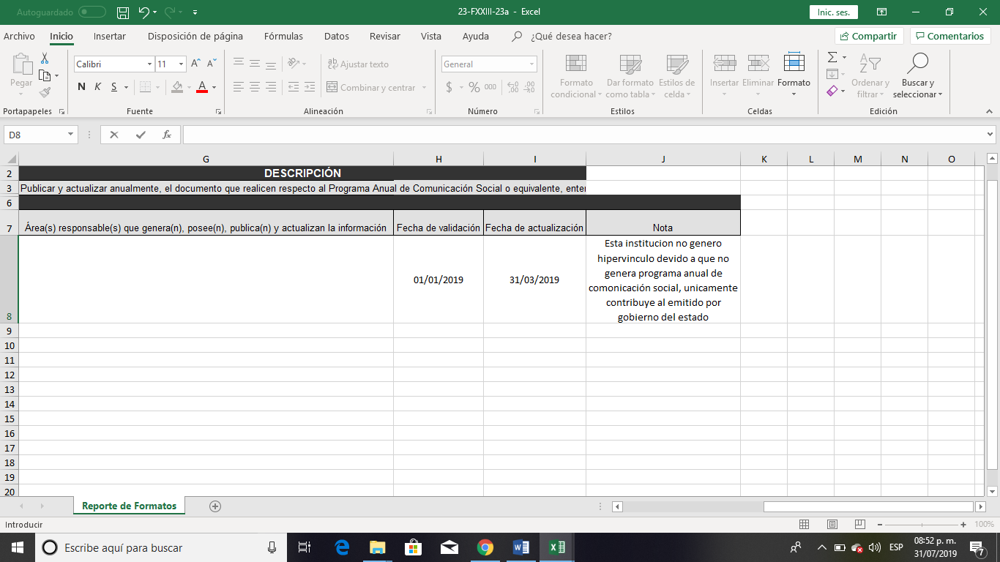 Autoguardado
23-FXXIII-23a - Excel
Inic. ses.
Archivo Inicio Insertar Disposición de página Fórmulas Datos Revisar Vista Ayuda ¿Qué desea hacer? Compartir Comentarios
Pegar
Portapapeles
Calibri 11
N K S
Fuente
ab Ajustar texto
Combinar y centrar
Alineación
General
$ % 000
Número
Formato condicional
Dar formato como tabla
Estilos de celda
Estilos
Insertar Eliminar Formato
Celdas
Ordenar y filtrar
Buscar y seleccionar
Edición
D8
fx
G H I J K L M N O
2 DESCRIPCIÓN
3 Publicar y actualizar anualmente, el documento que realicen respecto al Programa Anual de Comunicación Social o equivalente, enter
6
7 Área(s) responsable(s) que genera(n), posee(n), publica(n) y actualizan la información Fecha de validación Fecha de actualización Nota
8 01/01/2019 31/03/2019
Esta institucion no genero
hipervinculo devido a que no
genera programa anual de
comonicación social, unicamente
contribuye al emitido por
gobierno del estado
9
10
11
12
13
14
15
16
17
18
19
20
Reporte de Formatos
Introducir
100%
Escribe aquí para buscar
ESP
08:52 p. m.
31/07/2019
7